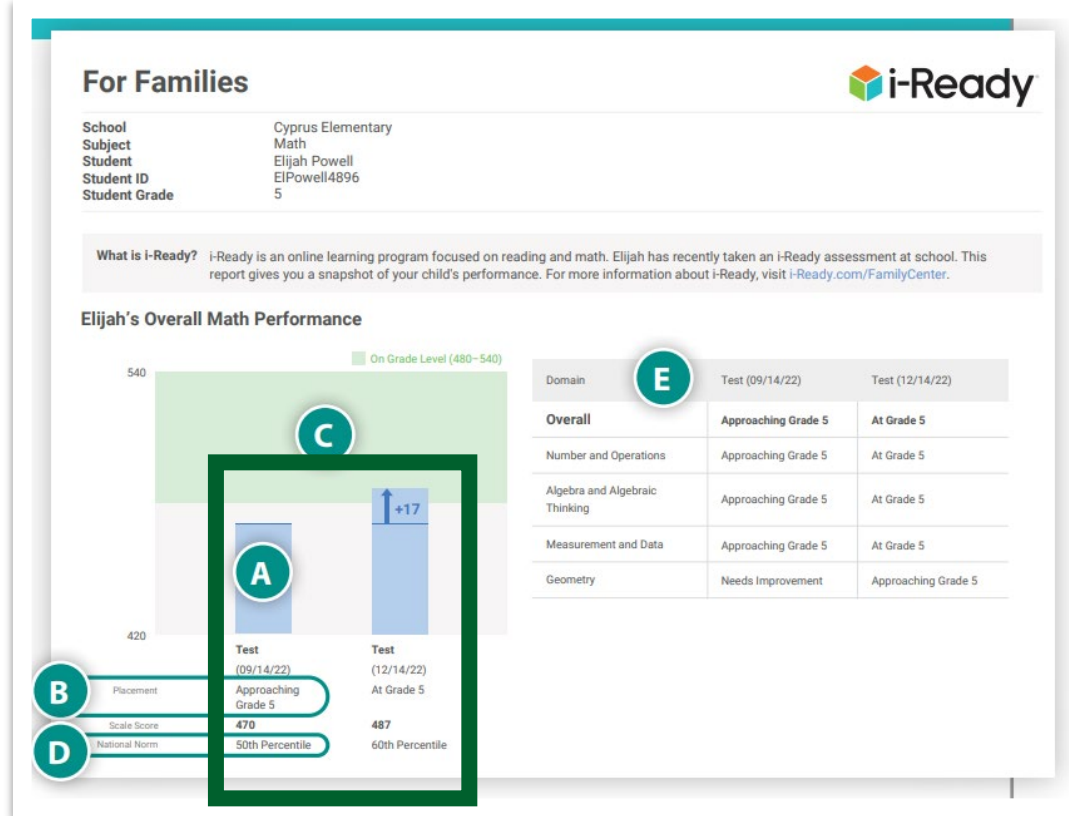 For Families
i-Ready
School Cyprus Elementary
Subject Math
Student Elijah Powell
Student ID ElPowell4896
Student Grade 5
What is i-Ready? i-Ready is an online learning program focused on reading and math. Elijah has recently taken an i-Ready assessment at school. This
report gives you a snapshot of your child's performance. For more information about i-Ready, visit i-Ready.com/FamilyCenter.
Elijah's Overall Math Performance
On Grade Level (480–540)
540
C
+17
A
420
Test Test
(09/14/22) (12/14/22)
B
Placement Approaching At Grade 5
Grade 5
Scale Score 470 487
D
National Norm 50th Percentile 60th Percentile
Domain E Test (09/14/22) Test (12/14/22)
Overall Approaching Grade 5 At Grade 5
Number and Operations Approaching Grade 5 At Grade 5
Algebra and Algebraic
Thinking Approaching Grade 5 At Grade 5
Measurement and Data Approaching Grade 5 At Grade 5
Geometry Needs Improvement Approaching Grade 5